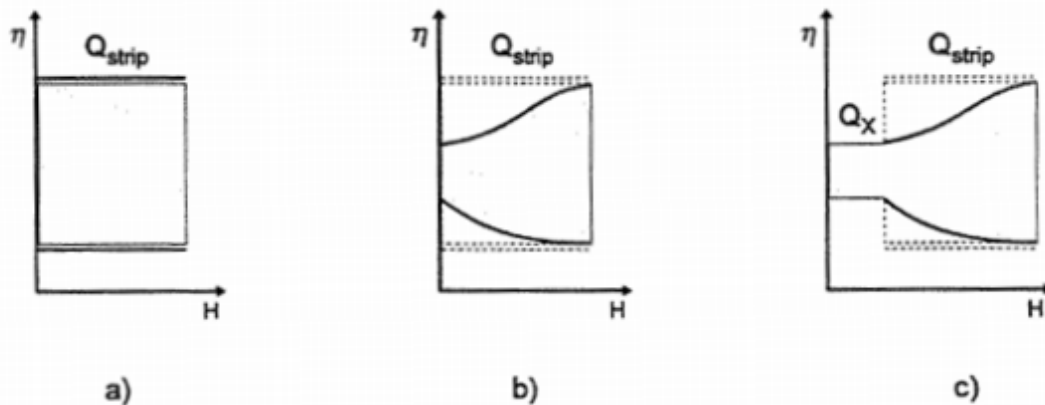 η Q_strip H
a)
η Q_strip H
b)
η Q_strip Q_X H
c)